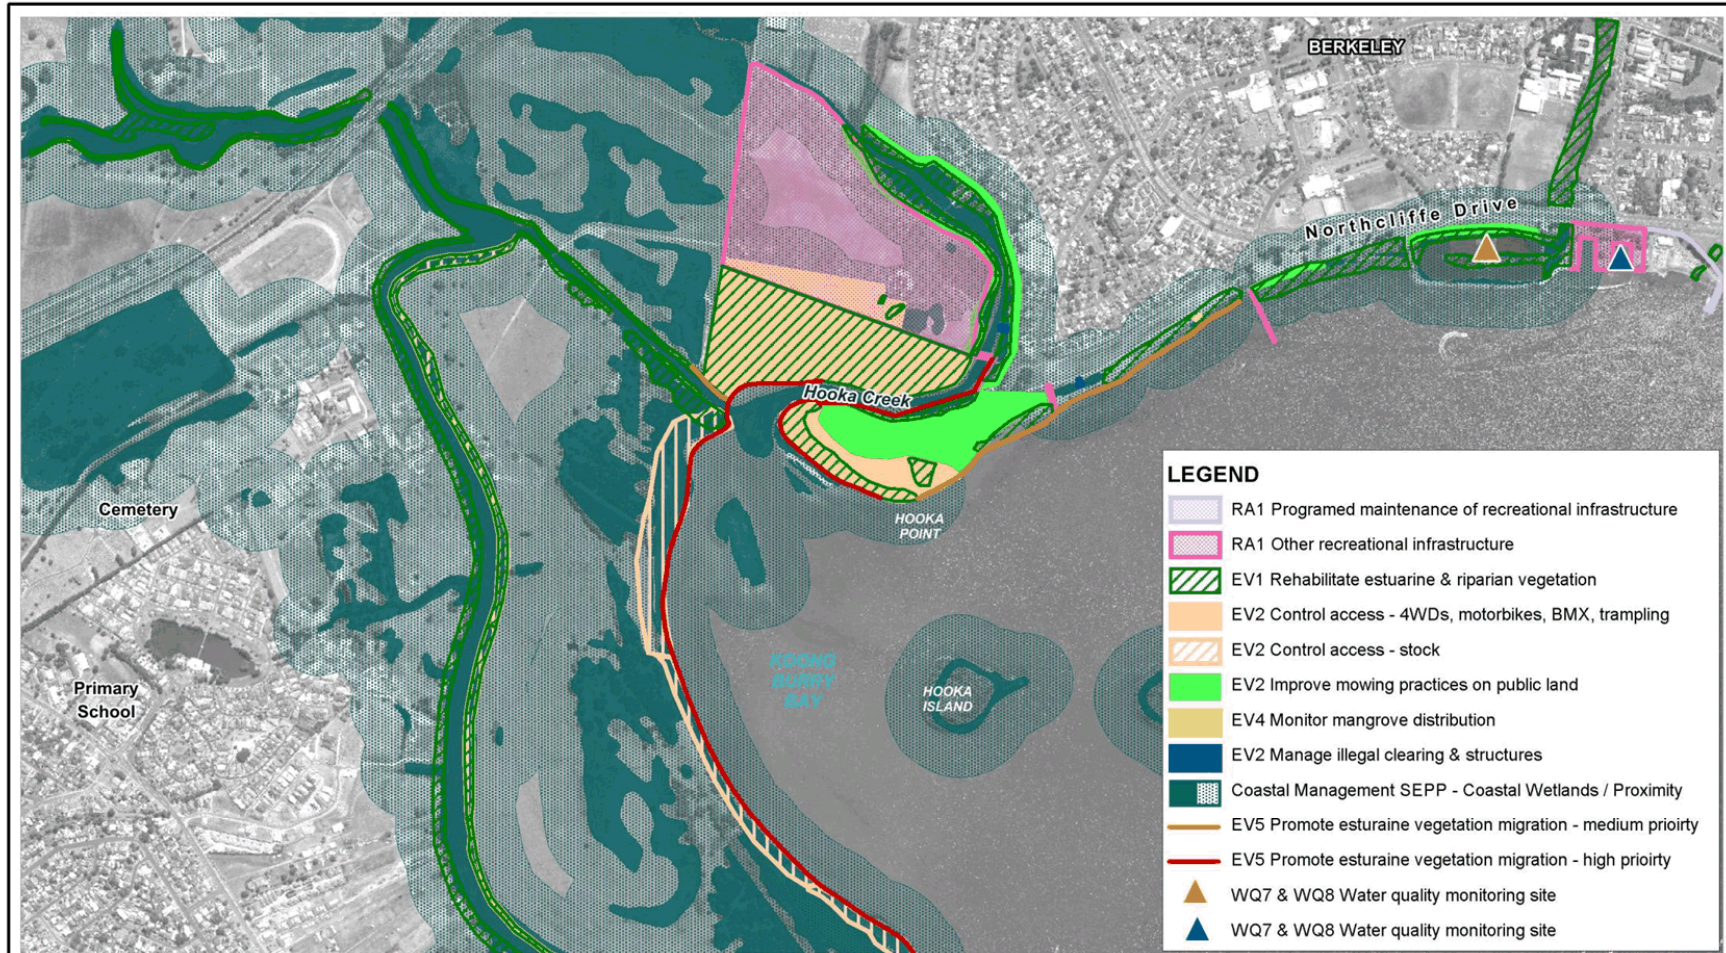 BERKELEY
Northcliffe Drive
Hooka Creek
HOOKA
POINT
Cemetery
Primary
School
KOONG
BURRY
BAY
HOOKA
ISLAND
LEGEND
RA1 Programed maintenance of recreational infrastructure
RA1 Other recreational infrastructure
EV1 Rehabilitate estuarine & riparian vegetation
EV2 Control access - 4WDs, motorbikes, BMX, trampling
EV2 Control access - stock
EV2 Improve mowing practices on public land
EV4 Monitor mangrove distribution
EV2 Manage illegal clearing & structures
Coastal Management SEPP - Coastal Wetlands / Proximity
EV5 Promote esturaine vegetation migration - medium prioirty
EV5 Promote esturaine vegetation migration - high prioirty
WQ7 & WQ8 Water quality monitoring site
WQ7 & WQ8 Water quality monitoring site